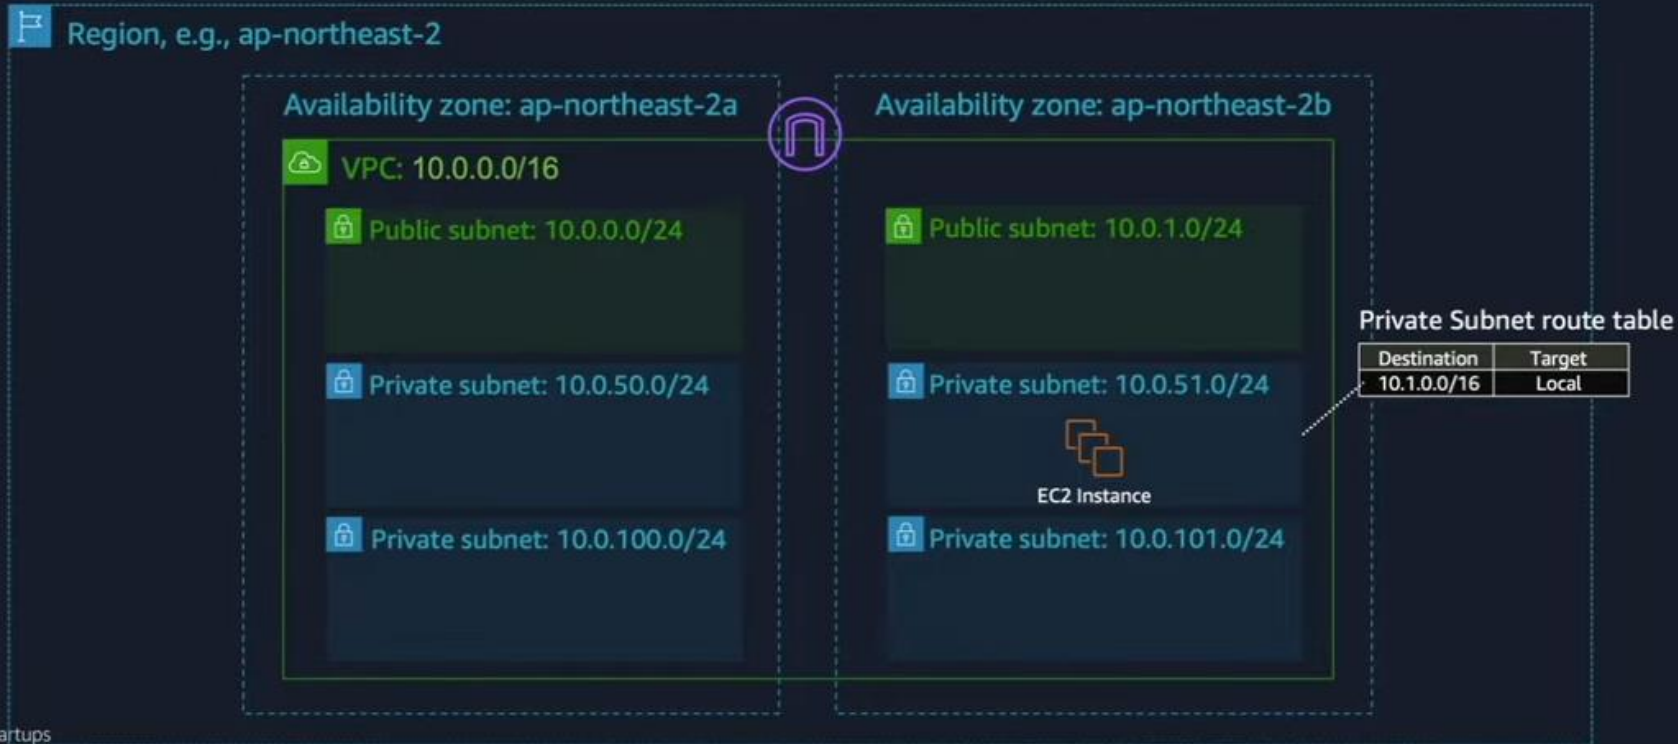 Region, e.g., ap-northeast-2
Availability zone: ap-northeast-2a
Availability zone: ap-northeast-2b
VPC: 10.0.0.0/16
Public subnet: 10.0.0.0/24
Public subnet: 10.0.1.0/24
Private Subnet route table
Destination Target
10.1.0.0/16 Local
Private subnet: 10.0.50.0/24
Private subnet: 10.0.51.0/24
EC2 Instance
Private subnet: 10.0.100.0/24
Private subnet: 10.0.101.0/24
artups